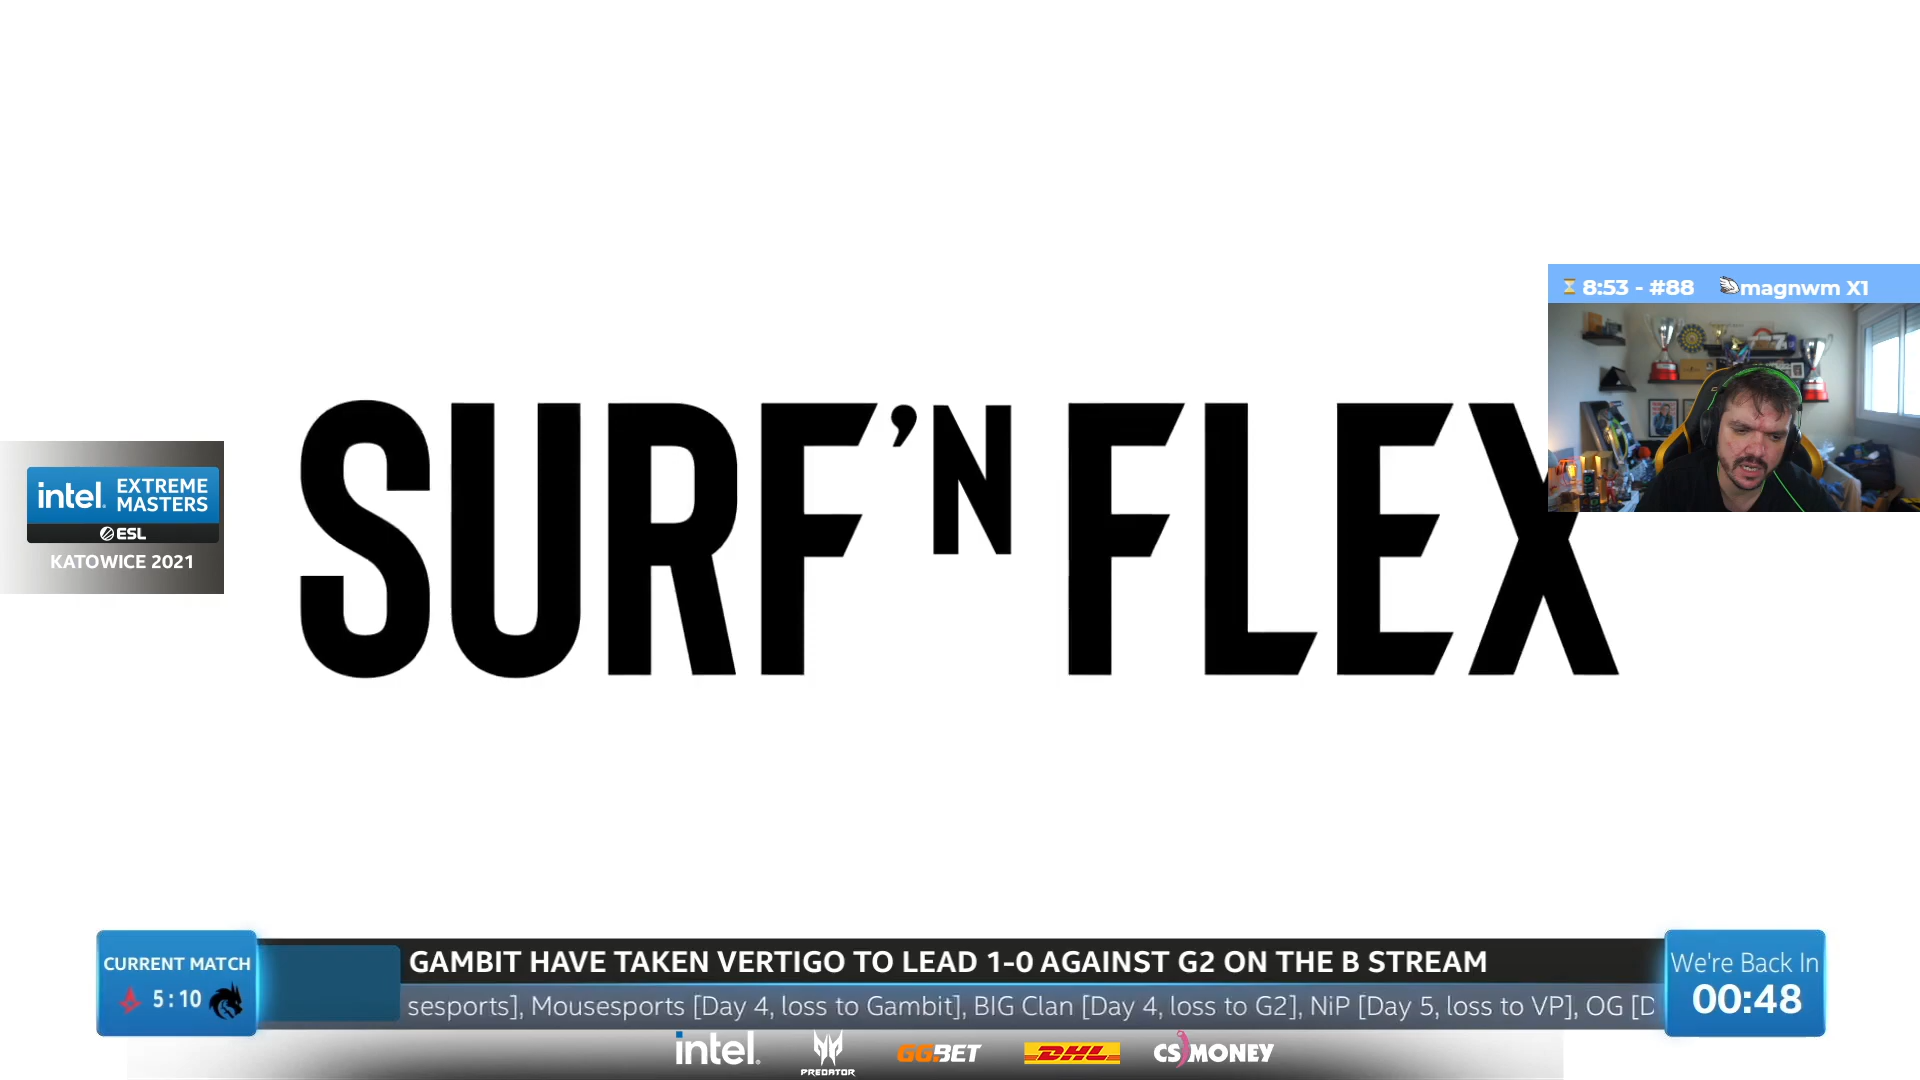 8:53 - #88 magnwm X1
SURF 'N FLEX
intel. EXTREME MASTERS
ESL
KATOWICE 2021
CURRENT MATCH
5:10
GAMBIT HAVE TAKEN VERTIGO TO LEAD 1-0 AGAINST G2 ON THE B STREAM
sesports], Mousesports [Day 4, loss to Gambit], BIG Clan [Day 4, loss to G2], NiP [Day 5, loss to VP], OG [D
We're Back In
00:48
intel. PREDATOR GG.BET DHL CS MONEY